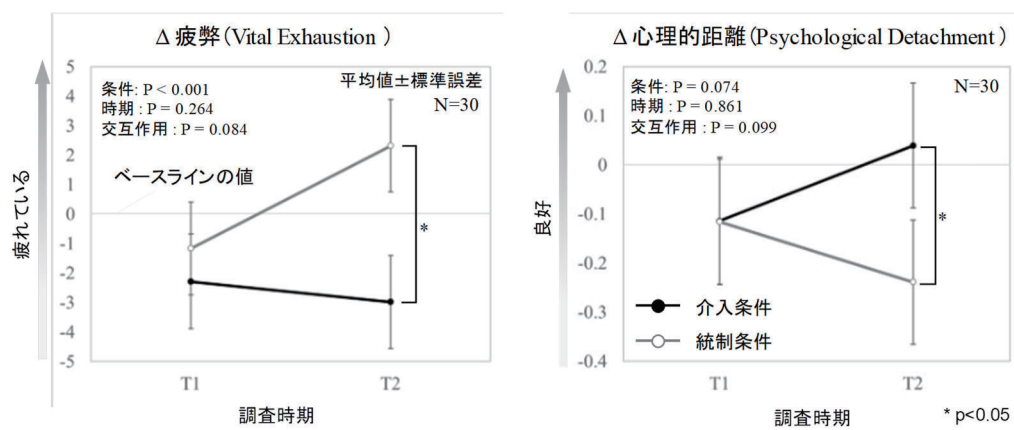 Δ 疲弊（Vital Exhaustion ）
疲れている
5
4
3
2
1
0
-1
-2
-3
-4
-5
条件: P < 0.001
時期 : P = 0.264
交互作用 : P = 0.084
平均値±標準誤差
N=30
ベースラインの値
*
T1
T2
調査時期
Δ 心理的距離（Psychological Detachment）
良好
0.2
0.1
0
-0.1
-0.2
-0.3
-0.4
条件: P = 0.074
時期 : P = 0.861
交互作用 : P = 0.099
N=30
*
介入条件
統制条件
T1
T2
調査時期
* p<0.05